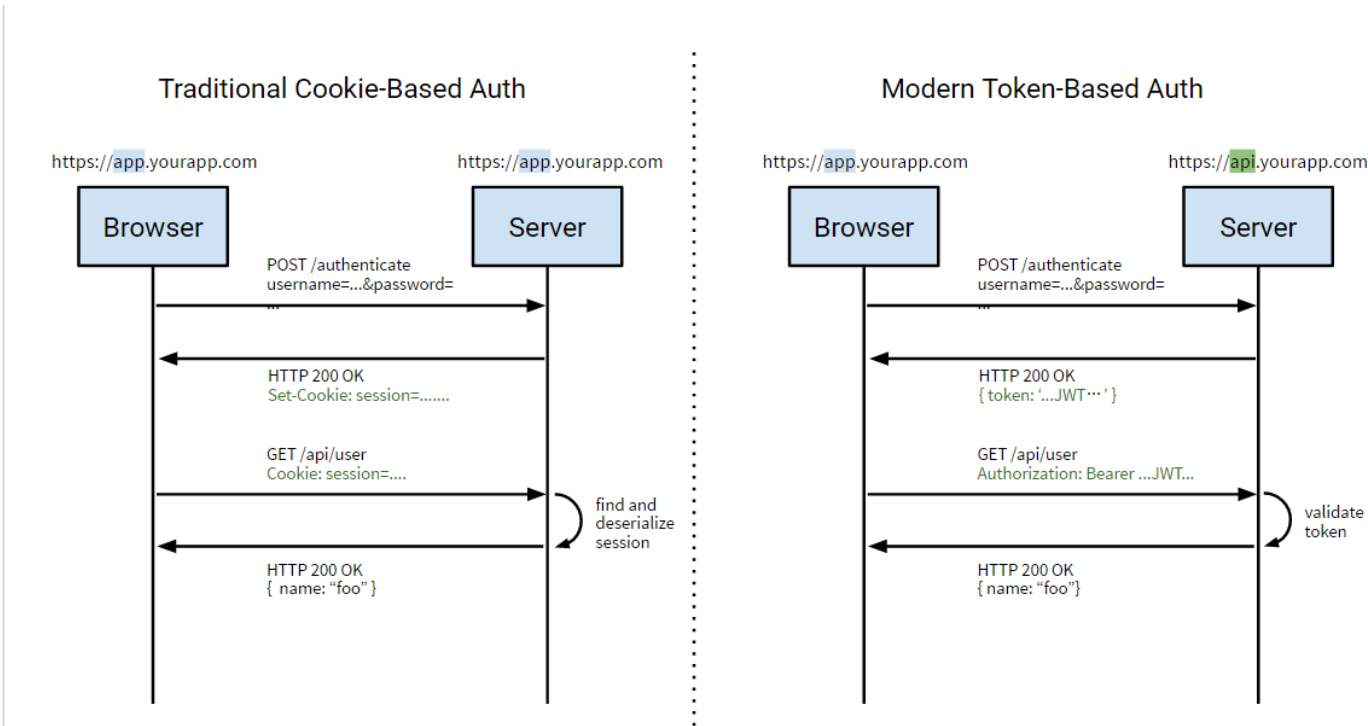 Traditional Cookie-Based Auth
https://app.yourapp.com
https://app.yourapp.com
Browser
Server
POST /authenticate
username=...&password=
...
HTTP 200 OK
Set-Cookie: session=.......
GET /api/user
Cookie: session=....
find and
deserialize
session
HTTP 200 OK
{ name: “foo” }
Modern Token-Based Auth
https://app.yourapp.com
https://api.yourapp.com
Browser
Server
POST /authenticate
username=...&password=
...
HTTP 200 OK
{ token: ‘...JWT⋯ ’ }
GET /api/user
Authorization: Bearer ...JWT...
validate
token
HTTP 200 OK
{ name: “foo”}